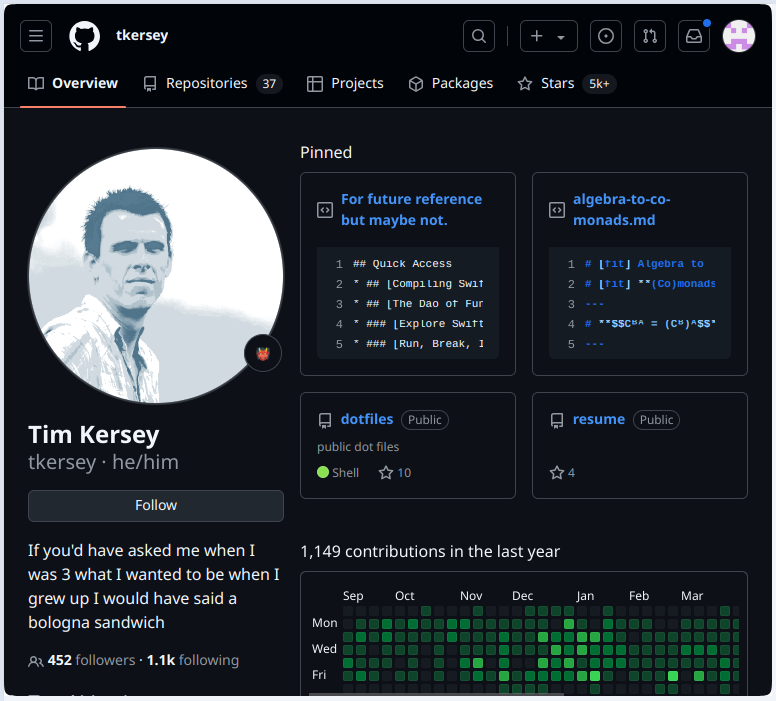 tkersey
Overview
Repositories 37
Projects
Packages
Stars 5k+
Tim Kersey
tkersey · he/him
Follow
If you'd have asked me when I
was 3 what I wanted to be when I
grew up I would have said a
bologna sandwich
452 followers · 1.1k following
Pinned
For future reference
but maybe not.
1 ## Quick Access
2 * ## [Compiling Swif
3 * ## [The Dao of Fur
4 * ### [Explore Swift
5 * ### [Run, Break, I
algebra-to-co-
monads.md
1 # [fit] Algebra to
2 # [fit] **(Co)monads
3 ---
4 # **$$Cᴮᴬ = (Cᴮ)ᴬ$$*
5 ---
dotfiles Public
public dot files
Shell 10
resume Public
4
1,149 contributions in the last year
Sep Oct Nov Dec Jan Feb Mar
Mon
Wed
Fri